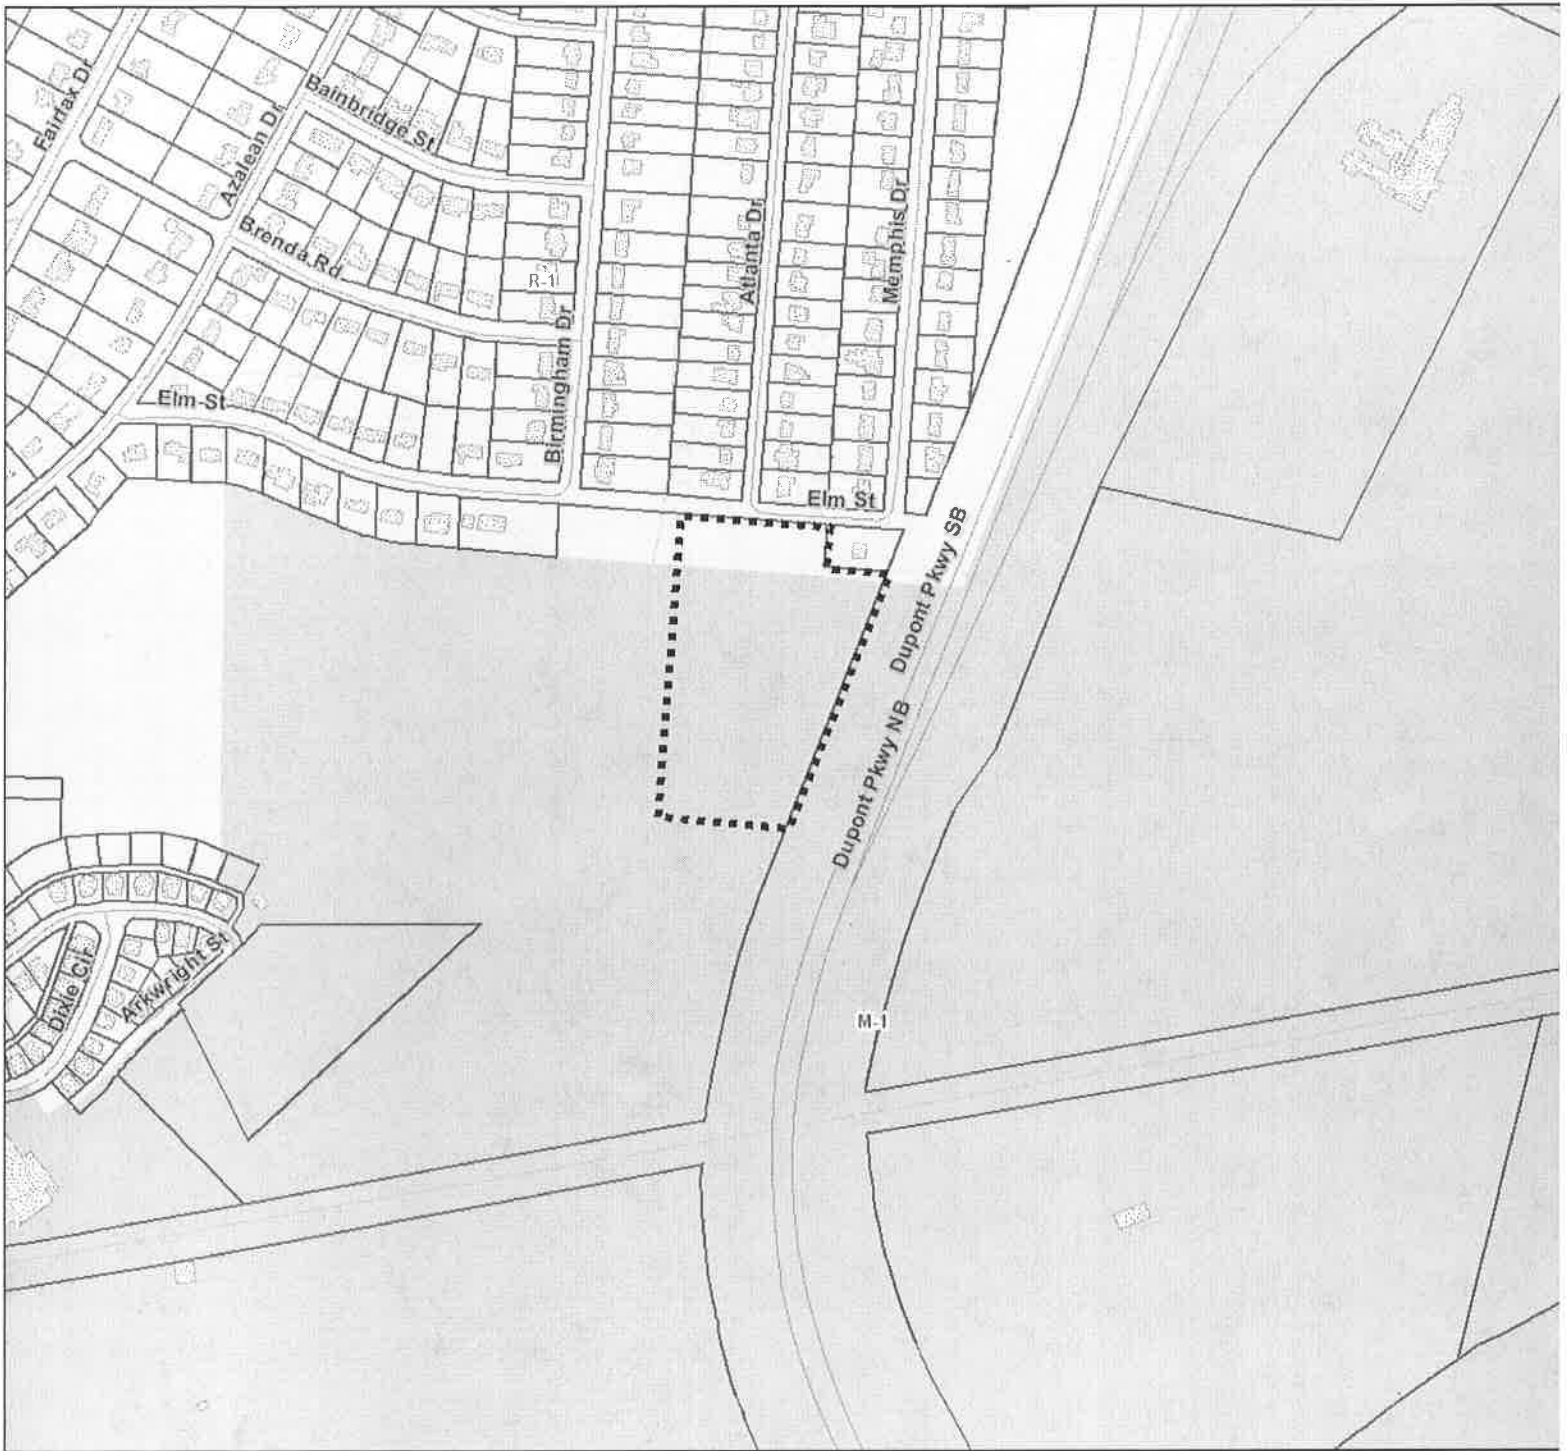 Fairfax Dr
Bainbridge St
Azalean Dr
Brenda Rd
R-1
Atlanta Dr
Memphis Dr
Birmingham Dr
Elm St
Elm St
Dupont Pkwy SB
Dupont Pkwy NB
Dixie Cir
Arkwright St
M-1